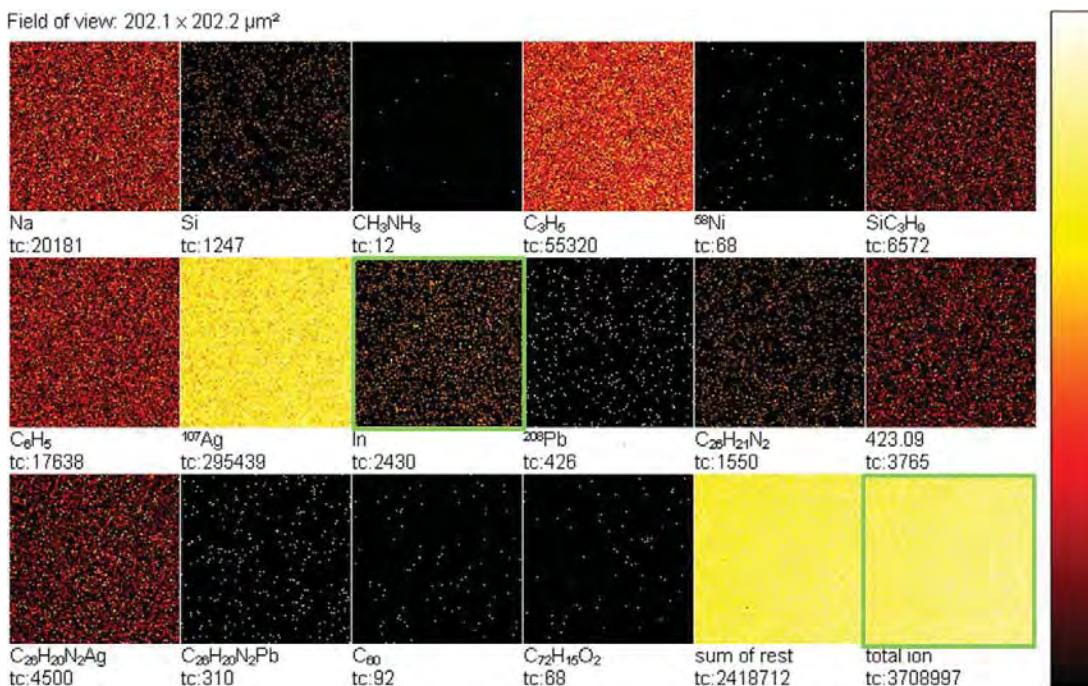 Field of view: 202.1 × 202.2 µm²
Na Si CH₃NH₃ C₃H₅ ⁵⁸Ni SiC₃H₉
tc:20181 tc:1247 tc:12 tc:55320 tc:68 tc:6572
C₆H₅ ¹⁰⁷Ag In ²⁰⁸Pb C₂₆H₂₁N₂ 423.09
tc:17638 tc:295439 tc:2430 tc:426 tc:1550 tc:3765
C₂₆H₂₀N₂Ag C₂₆H₂₀N₂Pb C₆₀ C₇₂H₁₆O₂ sum of rest total ion
tc:4500 tc:310 tc:92 tc:68 tc:2418712 tc:3708997